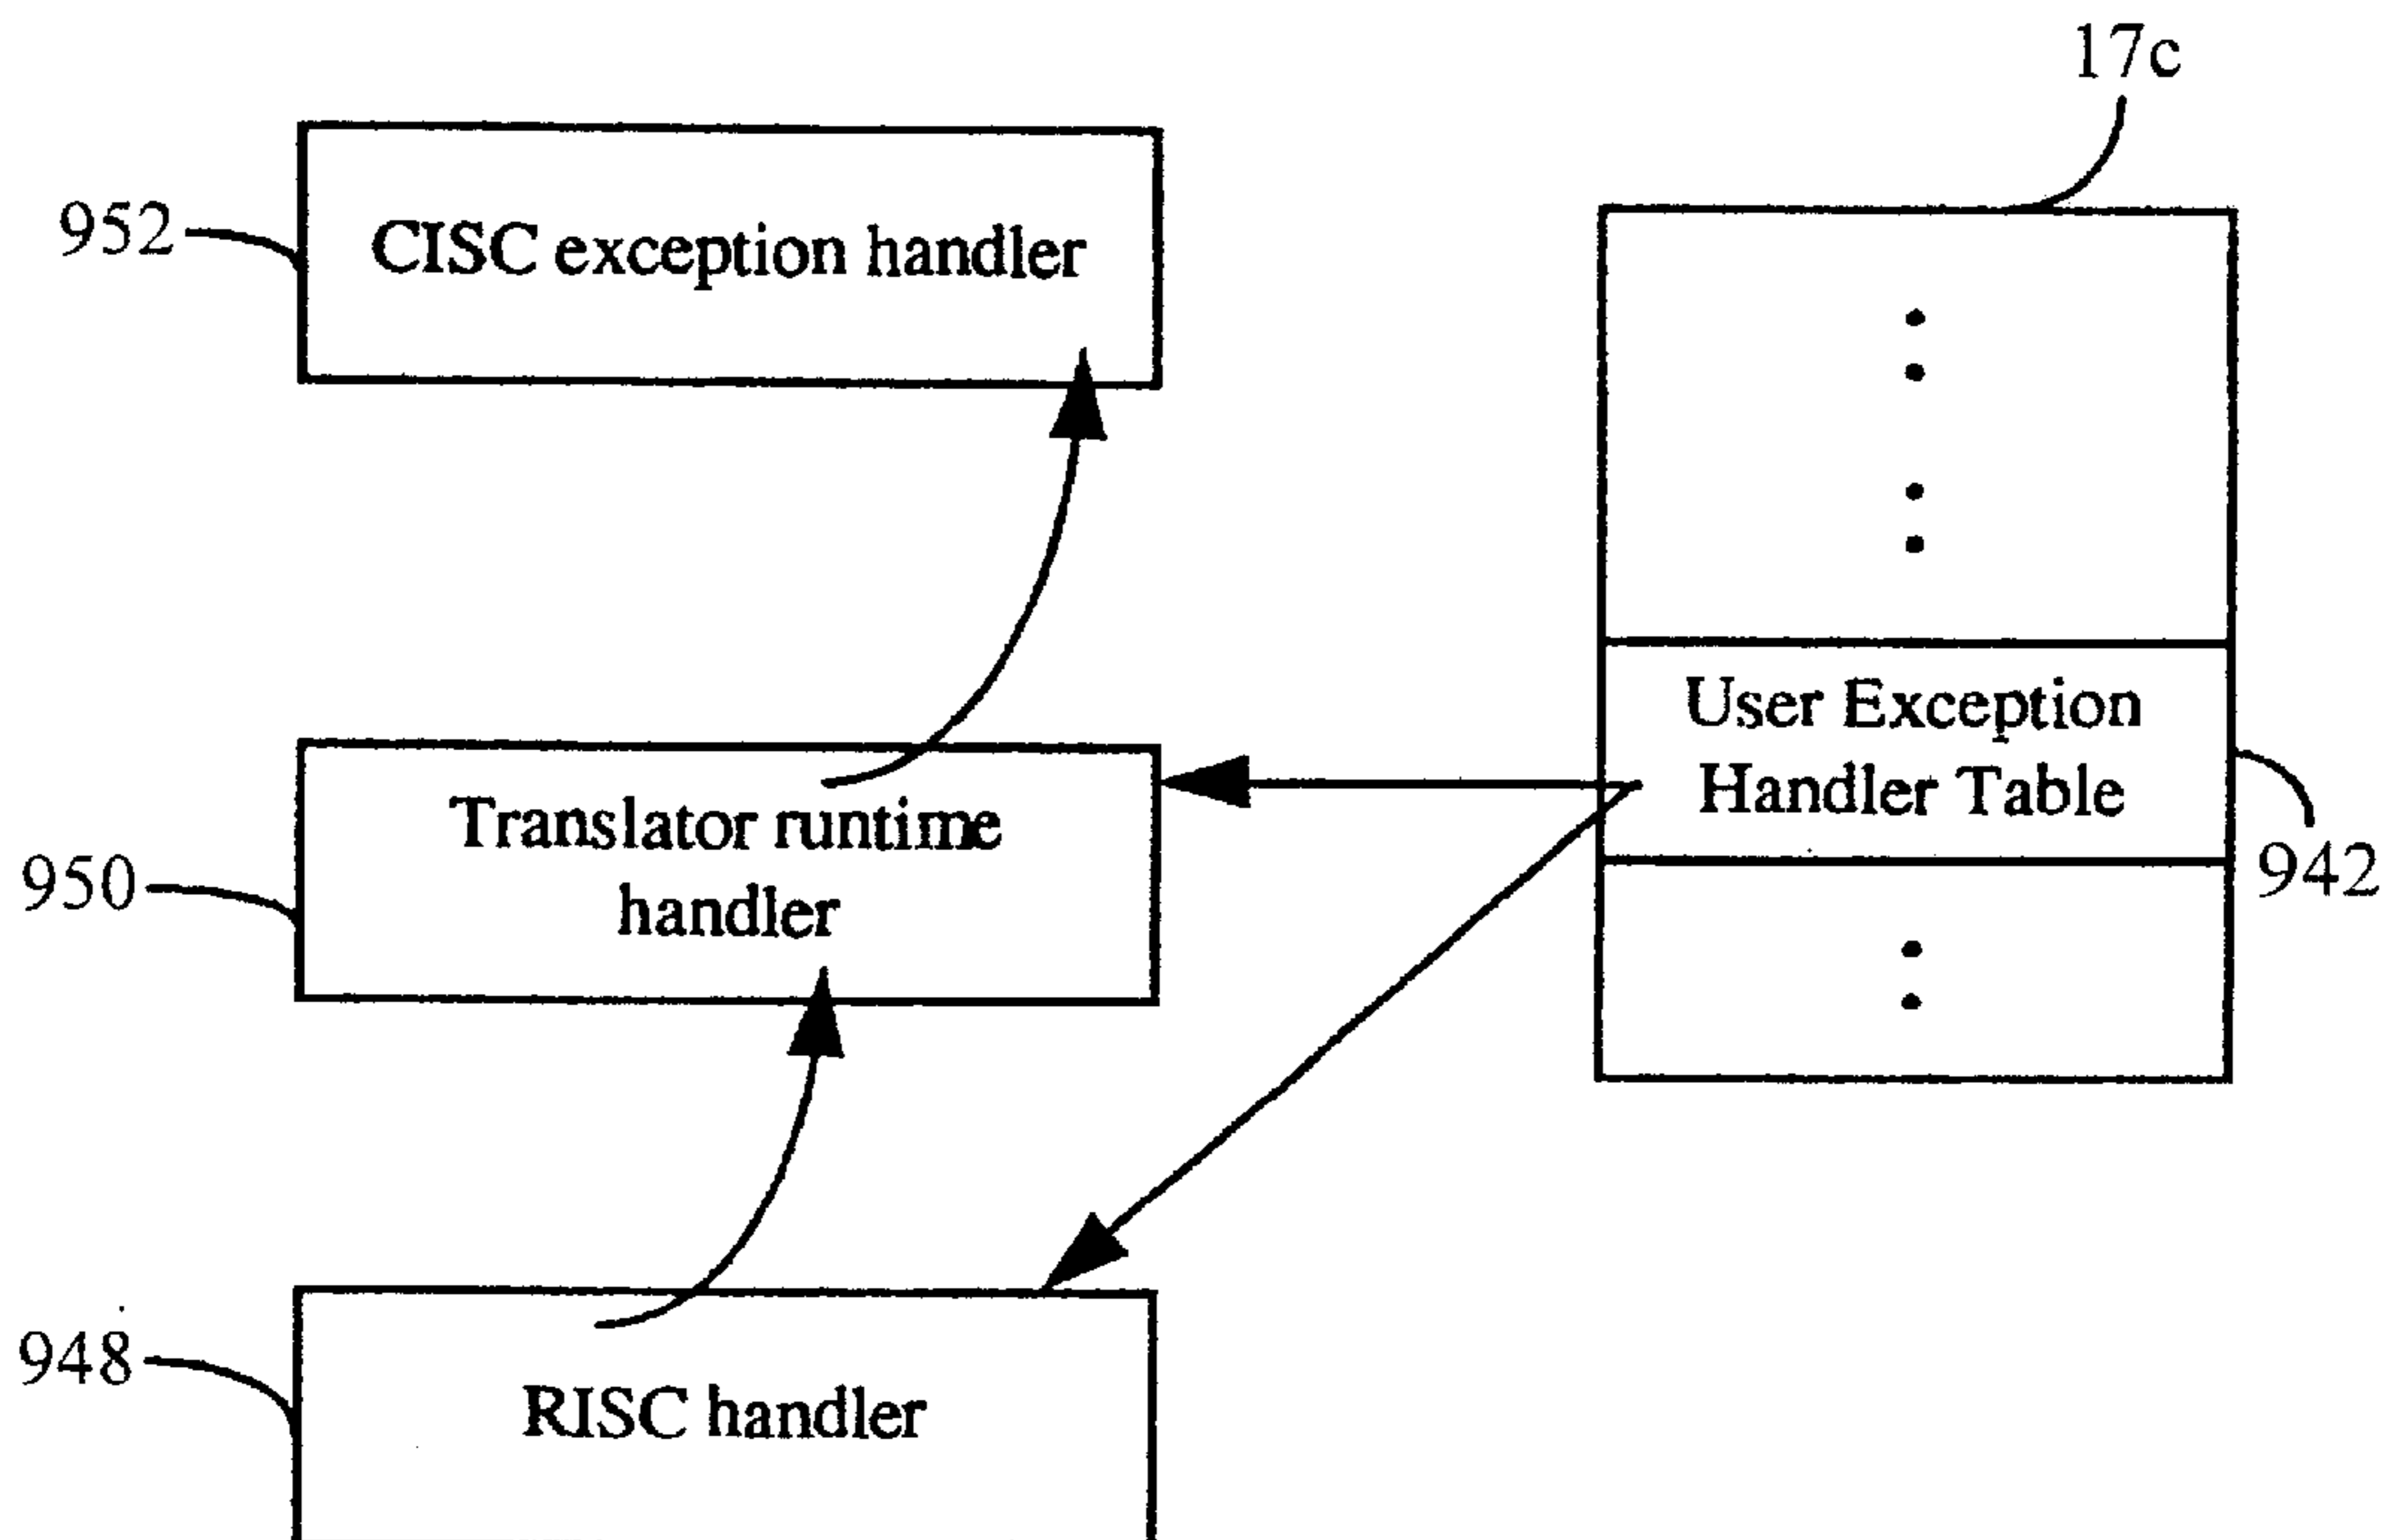 17c
952
CISC exception handler
User Exception
Handler Table
942
950
Translator runtime
handler
948
RISC handler